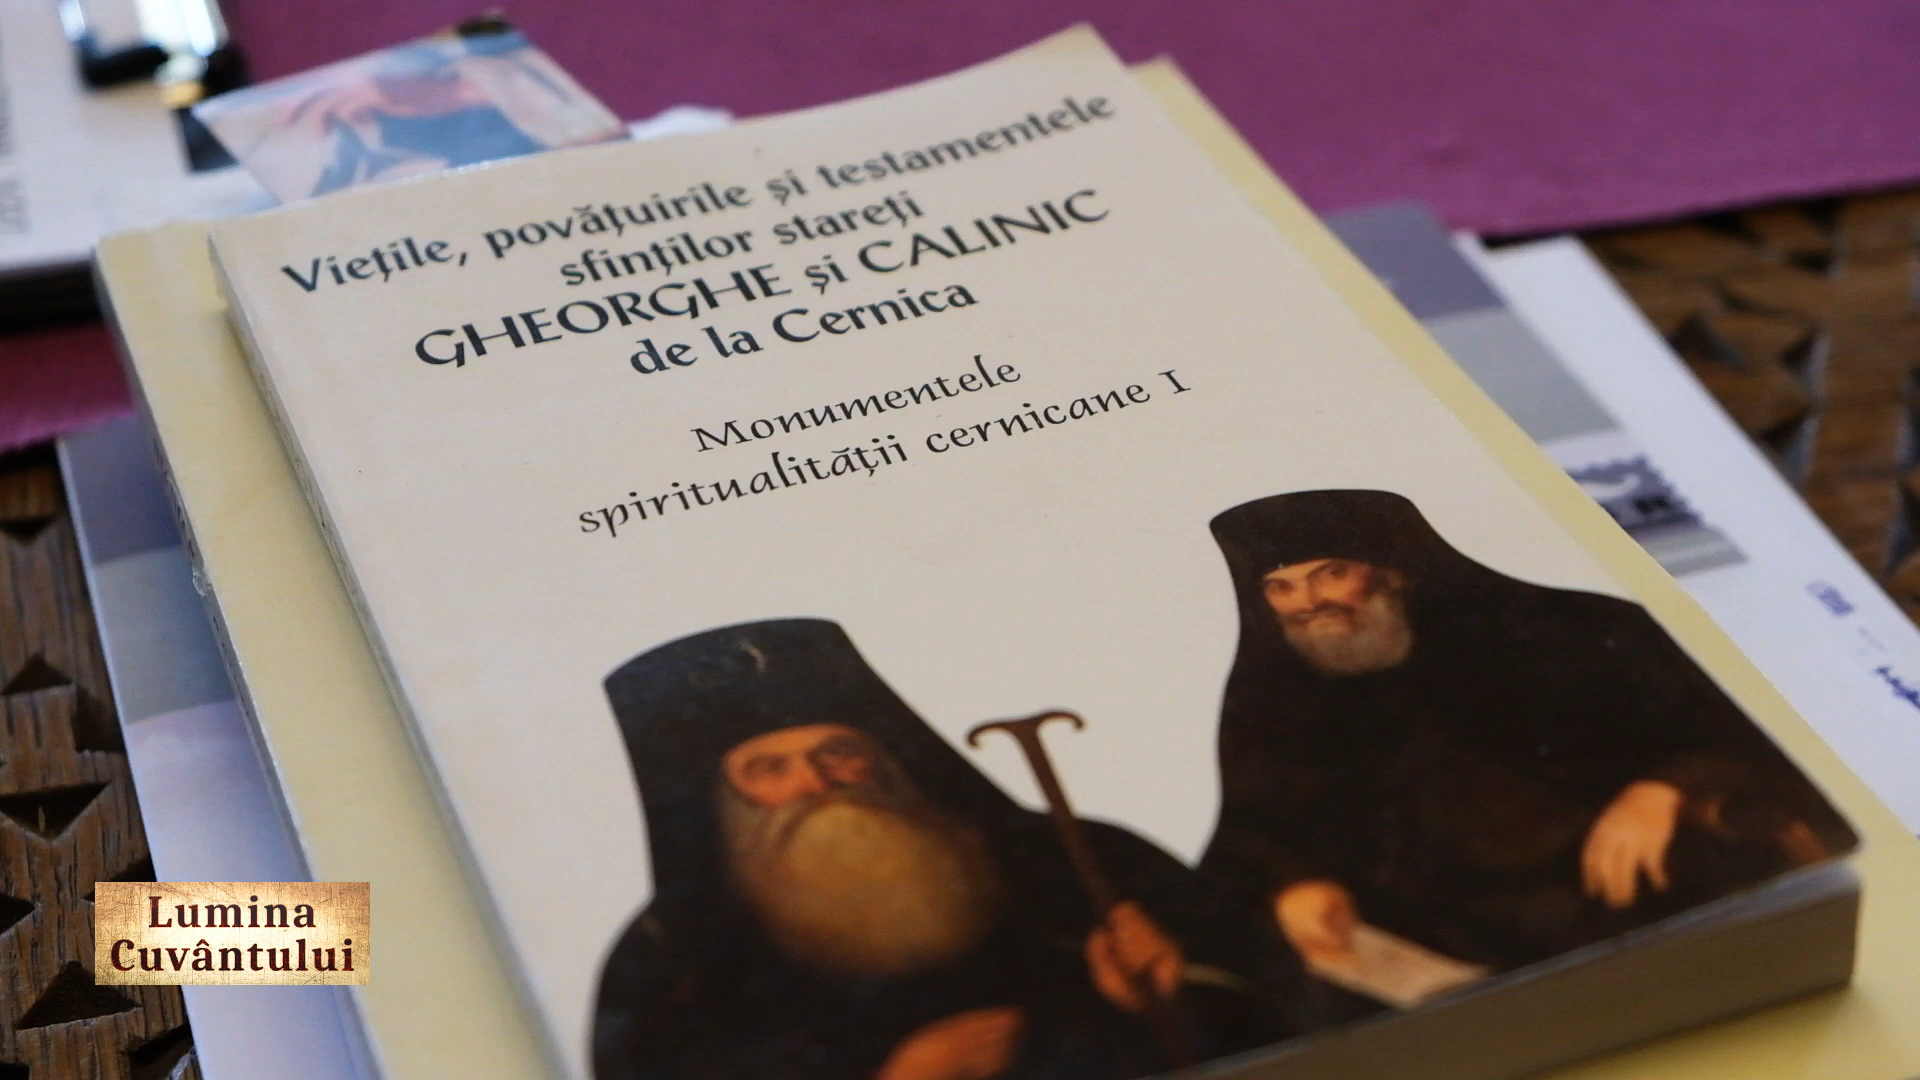 Viețile, povățuirile și testamentele
sfinților stareți
GHEORGHE și CALINIC
de la Cernica
Monumentele
spiritualității cernicane I
Lumina
Cuvântului